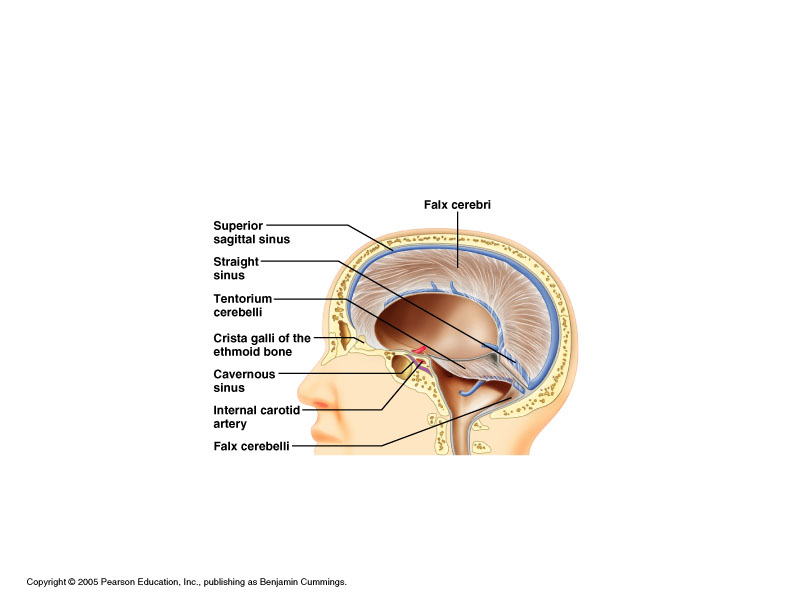 Falx cerebri
Superior
sagittal sinus
Straight
sinus
Tentorium
cerebelli
Crista galli of the
ethmoid bone
Cavernous
sinus
Internal carotid
artery
Falx cerebelli
Copyright © 2005 Pearson Education, Inc., publishing as Benjamin Cummings.